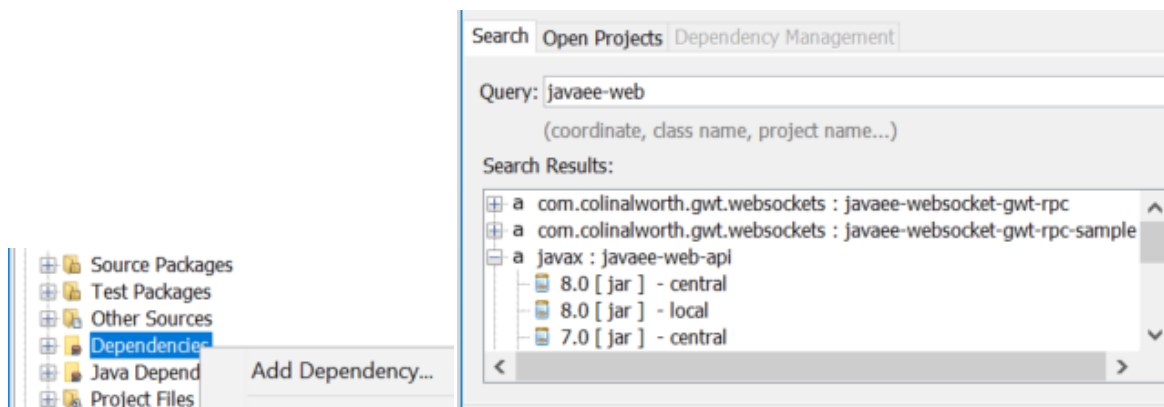 Source Packages
Test Packages
Other Sources
Dependencies
Java Depend
Project Files
Add Dependency...
Search Open Projects Dependency Management
Query: javaee-web
(coordinate, class name, project name...)
Search Results:
a com.colinalworth.gwt.websockets : javaee-websocket-gwt-rpc
a com.colinalworth.gwt.websockets : javaee-websocket-gwt-rpc-sample
a javax : javaee-web-api
8.0 [ jar ] - central
8.0 [ jar ] - local
7.0 [ jar ] - central